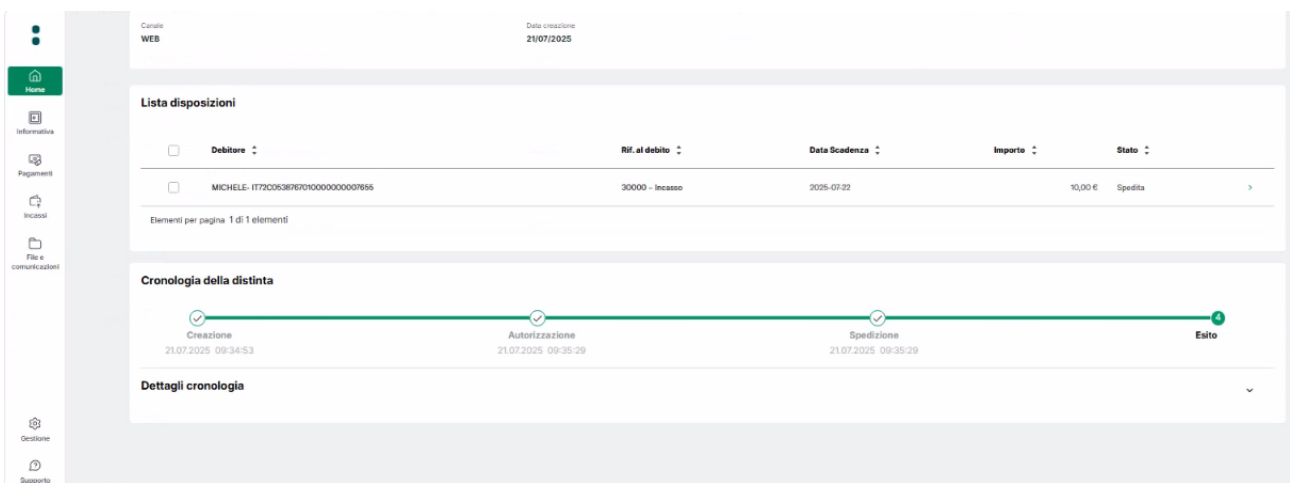 Canale
Data creazione
WEB
21/07/2025
Home
Informativa
Pagamenti
Incassi
File e
comunicazioni
Gestione
Supporto
Lista disposizioni
Debitore
Rif. al debito
Data Scadenza
Importo
Stato
MICHELE- IT72C0538767010000000007655
30000 – Incasso
2025-07-22
10,00 €
Spedita
Elementi per pagina 1 di 1 elementi
Cronologia della distinta
4
Creazione
Autorizzazione
Spedizione
Esito
21.07.2025 09:34:53
21.07.2025 09:35:29
21.07.2025 09:35:29
Dettagli cronologia